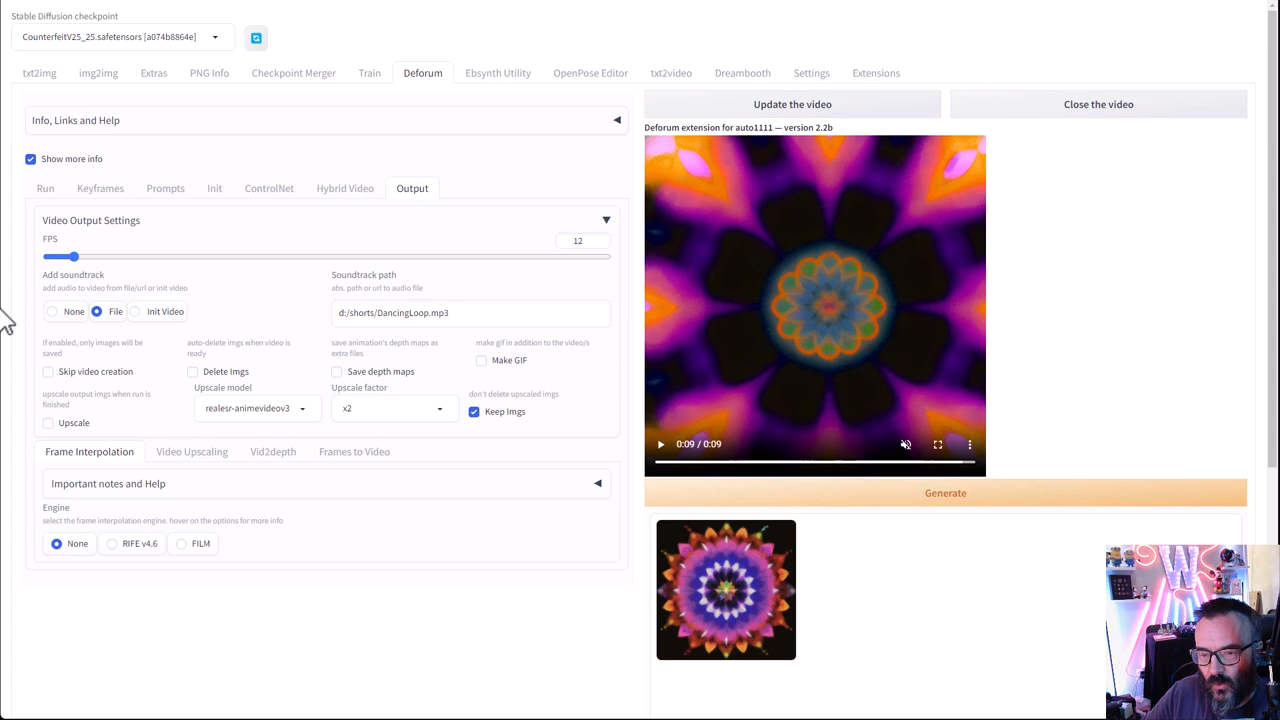 Stable Diffusion checkpoint
CounterfeitV25_25.safetensors [a074b8864e]
txt2img img2img Extras PNG Info Checkpoint Merger Train Deforum Ebsynth Utility OpenPose Editor txt2video Dreambooth Settings Extensions
Info, Links and Help
Update the video Close the video
Deforum extension for auto1111 — version 2.2b
Show more info
Run Keyframes Prompts Init ControlNet Hybrid Video Output
Video Output Settings
FPS
12
Add soundtrack
add audio to video from file/url or init video
None File Init Video
Soundtrack path
abs. path or url to audio file
d:/shorts/DancingLoop.mp3
If enabled, only images will be
saved
Skip video creation
auto-delete imgs when video is
ready
Delete Imgs
save animation's depth maps as
extra files
Save depth maps
make gif in addition to the video/s
Make GIF
upscale output imgs when run is
finished
Upscale
Upscale model
realesr-animevideov3
Upscale factor
x2
don't delete upscaled imgs
Keep Imgs
0:09 / 0:09
Frame Interpolation Video Upscaling Vid2depth Frames to Video
Important notes and Help
Engine
select the frame interpolation engine. hover on the options for more info
None RIFE v4.6 FILM
Generate